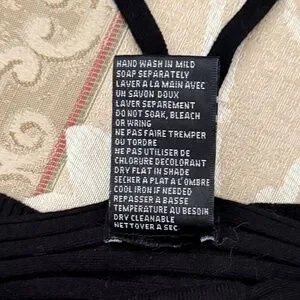 HAND WASH IN MILD
SOAP SEPARATELY
LAVER A LA MAIN AVEC
UN SAVON DOUX
LAVER SEPAREMENT
DO NOT SOAK, BLEACH
OR WRING
NE PAS FAIRE TREMPER
OU TORDRE
NE PAS UTILISER DE
CHLORURE DECOLORANT
DRY FLAT IN SHADE
SECHER A PLAT A L'OMBRE
COOL IRON IF NEEDED
REPASSER A BASSE
TEMPERATURE AU BESOIN
DRY CLEANABLE
NETTOYER A SEC